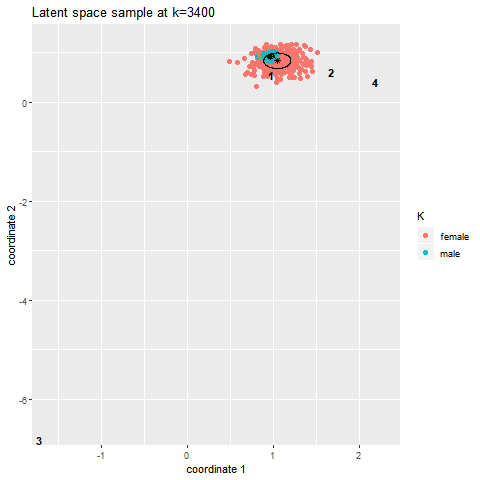 Latent space sample at k=3400
0
-2
-4
-6
coordinate 2
1
2
4
3
-1
0
1
2
coordinate 1
K
female
male